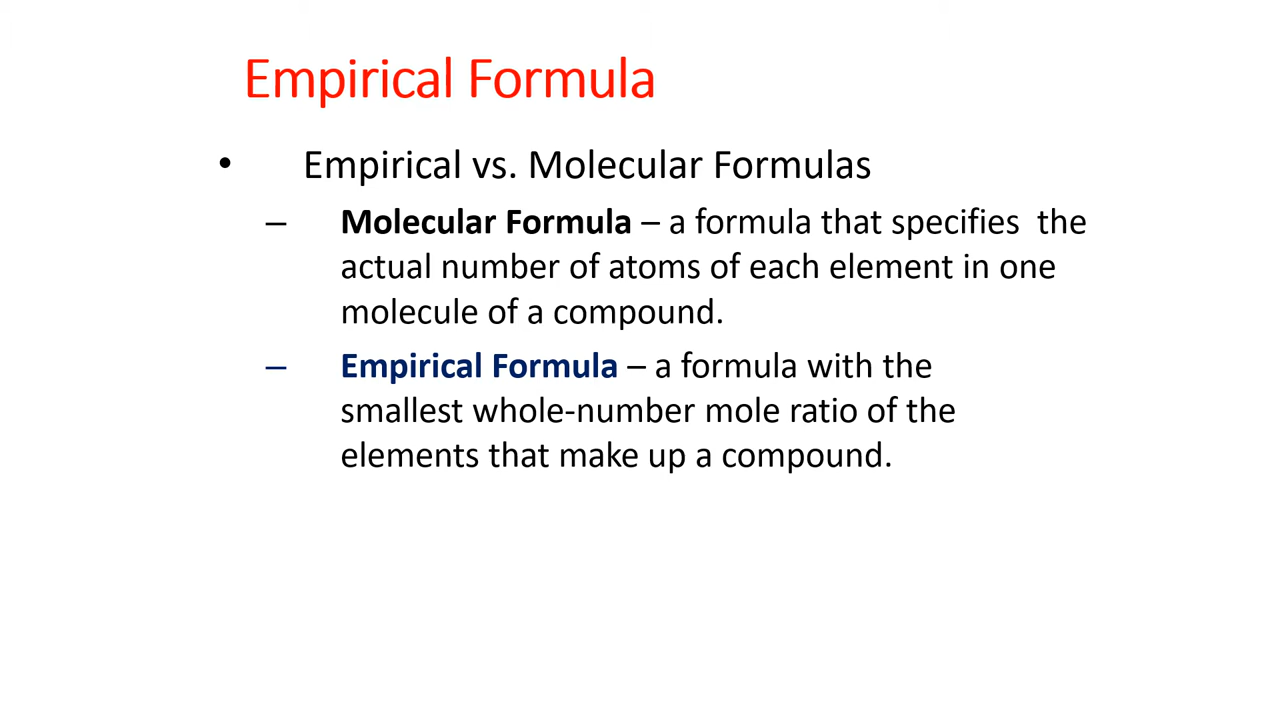 Empirical Formula
• Empirical vs. Molecular Formulas
– Molecular Formula – a formula that specifies  the
actual number of atoms of each element in one
molecule of a compound.
– Empirical Formula – a formula with the
smallest whole-number mole ratio of the
elements that make up a compound.